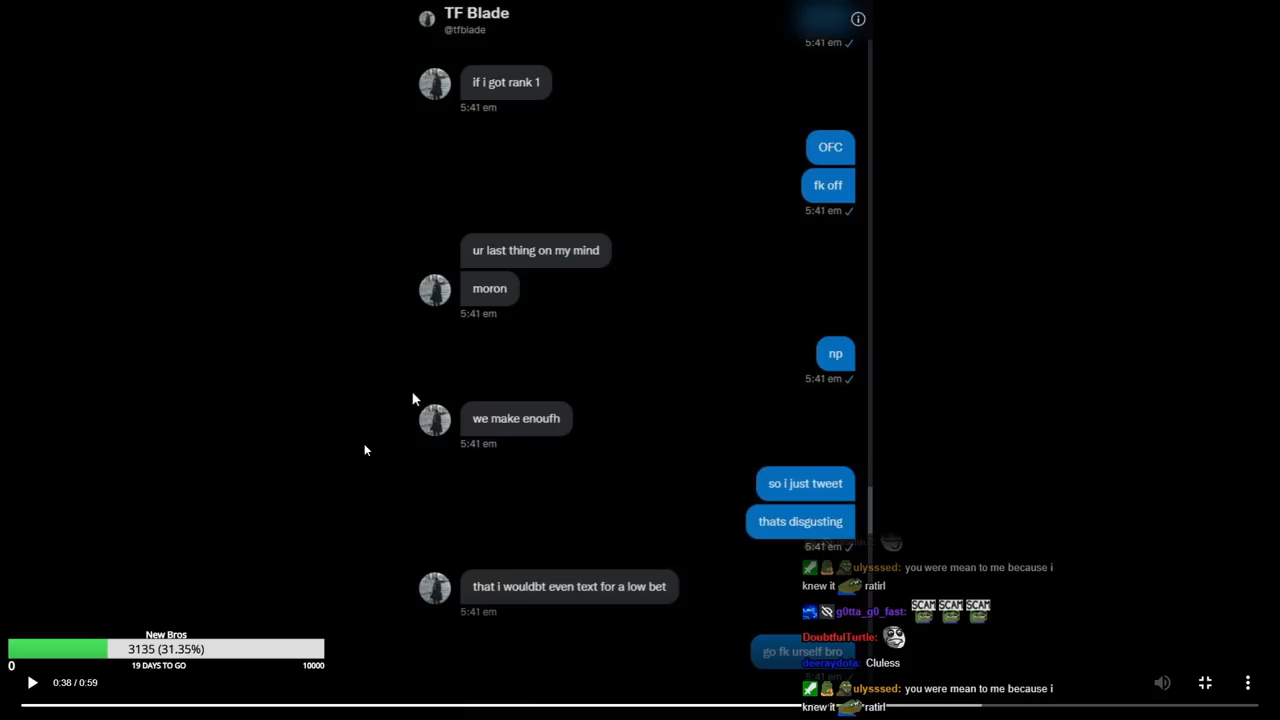 TF Blade
@tfblade
5:41 em ✓
if i got rank 1
5:41 em
OFC
fk off
5:41 em ✓
ur last thing on my mind
moron
5:41 em
np
5:41 em ✓
we make enoufh
5:41 em
so i just tweet
thats disgusting
5:41 em ✓
that i wouldbt even text for a low bet
5:41 em
go fk urself bro
5:41 em ✓
ulysssed: you were mean to me because i
knew it ratirl
g0tta_g0_fast: SCAM SCAM SCAM
DoubtfulTurtle:
deeraydota: Cluless
ulysssed: you were mean to me because i
knew it ratirl
New Bros
3135 (31.35%)
0 19 DAYS TO GO 10000
0:38 / 0:59